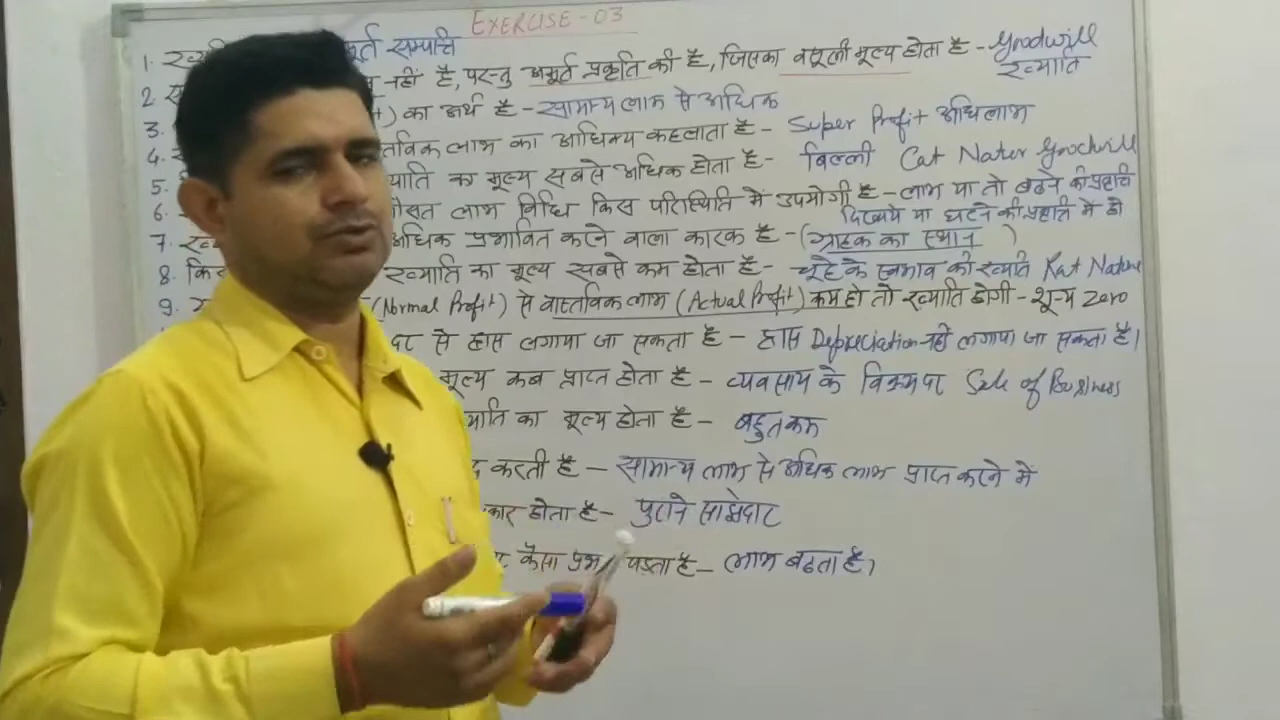 EXERCISE-03
1. ख्या मूर्त सम्पत्ति
नहीं है, परन्तु अमूर्त प्रकृति की है, जिसका वसूली मूल्य होता है - Goodwill
ख्याति
2. का अर्थ है - सामान्य लाभ से अधिक
3. तविक लाभ का आधिक्य कहलाता है - Super Profit अधिलाभ
4. याति का मूल्य सबसे अधिक होता है - बिल्ली Cat Natur Goodwill
5. औसत लाभ विधि किस परिस्थिति में उपयोगी है - लाभ या तो बढ़ने की प्रवृत्ति
दिखाये या घटने की प्रवृत्ति में हो
6. अधिक प्रभावित करने वाला कारक है - (ग्राहक का स्थान )
7. ख्या ख्याति का मूल्य सबसे कम होता है - चूहे के स्वभाव की ख्याति Rat Nature
8. कि (Normal Profit) से वास्तविक लाभ (Actual Profit) कम हो तो ख्याति होगी - शून्य Zero
9. पर से ह्रास लगाया जा सकता है - ह्रास Depreciation नहीं लगाया जा सकता है।
मूल्य कब प्राप्त होता है - व्यवसाय के विक्रय पर Sale of Business
याति का मूल्य होता है - बहुत कम
द करती है - सामान्य लाभ से अधिक लाभ प्राप्त करने में
कार होता है - पुराने साझेदार
कैसा प्रभाव पड़ता है - लाभ बढ़ता है।